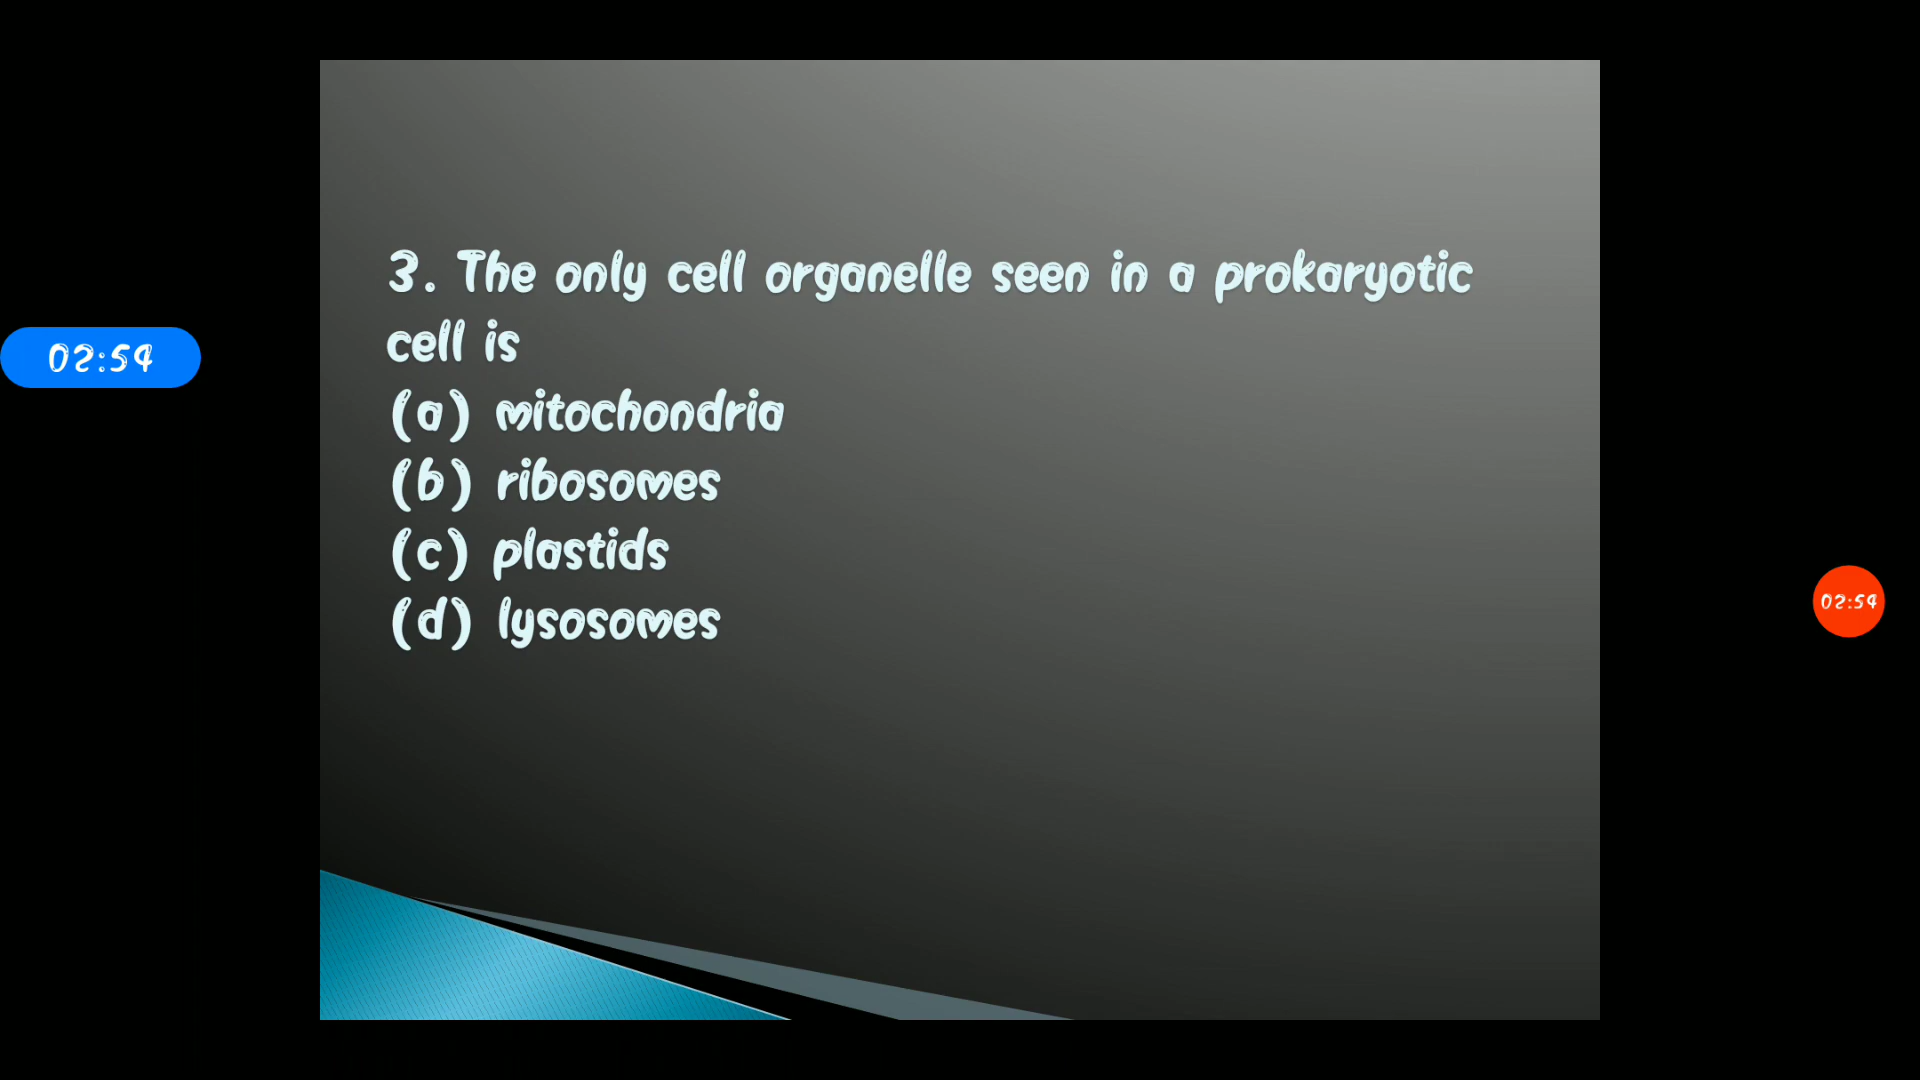 3. The only cell organelle seen in a prokaryotic
cell is
(a) mitochondria
(b) ribosomes
(c) plastids
(d) lysosomes
02:54
02:54